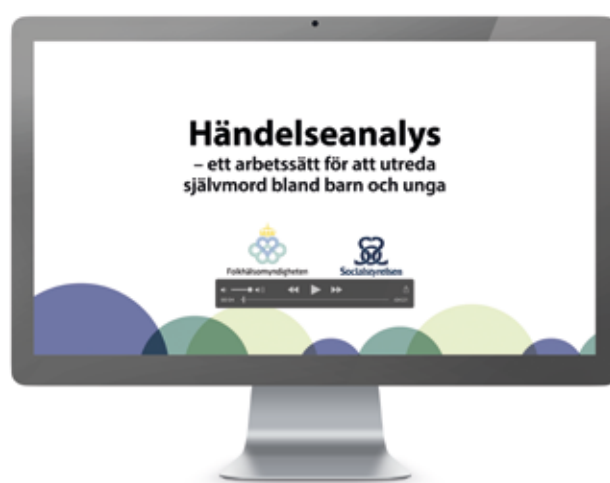 Händelseanalys
– ett arbetssätt för att utreda
självmord bland barn och unga
Folkhälsomyndigheten
Socialstyrelsen